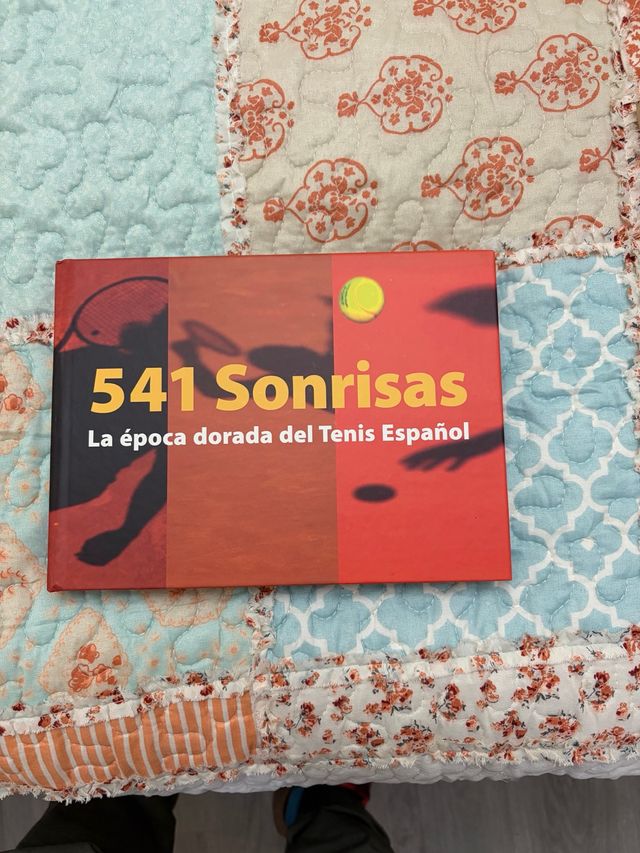 541 Sonrisas
La época dorada del Tenis Español